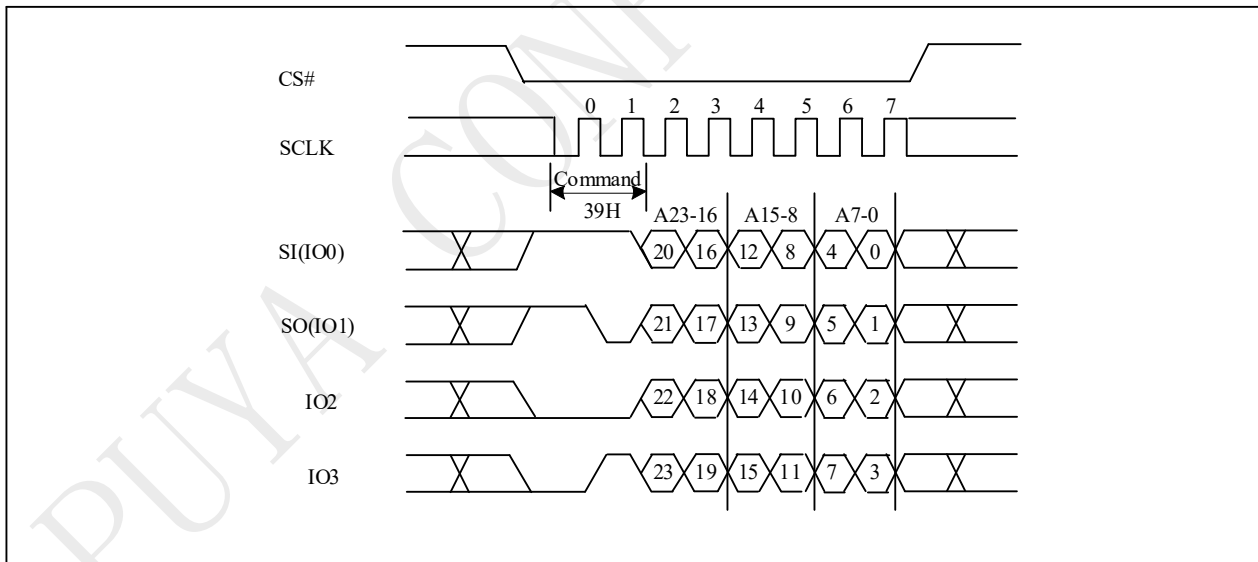 PUYA CONF
CS#
0 1 2 3 4 5 6 7
SCLK
Command
39H
A23-16 A15-8 A7-0
SI(IO0) 20 16 12 8 4 0
SO(IO1) 21 17 13 9 5 1
IO2 22 18 14 10 6 2
IO3 23 19 15 11 7 3